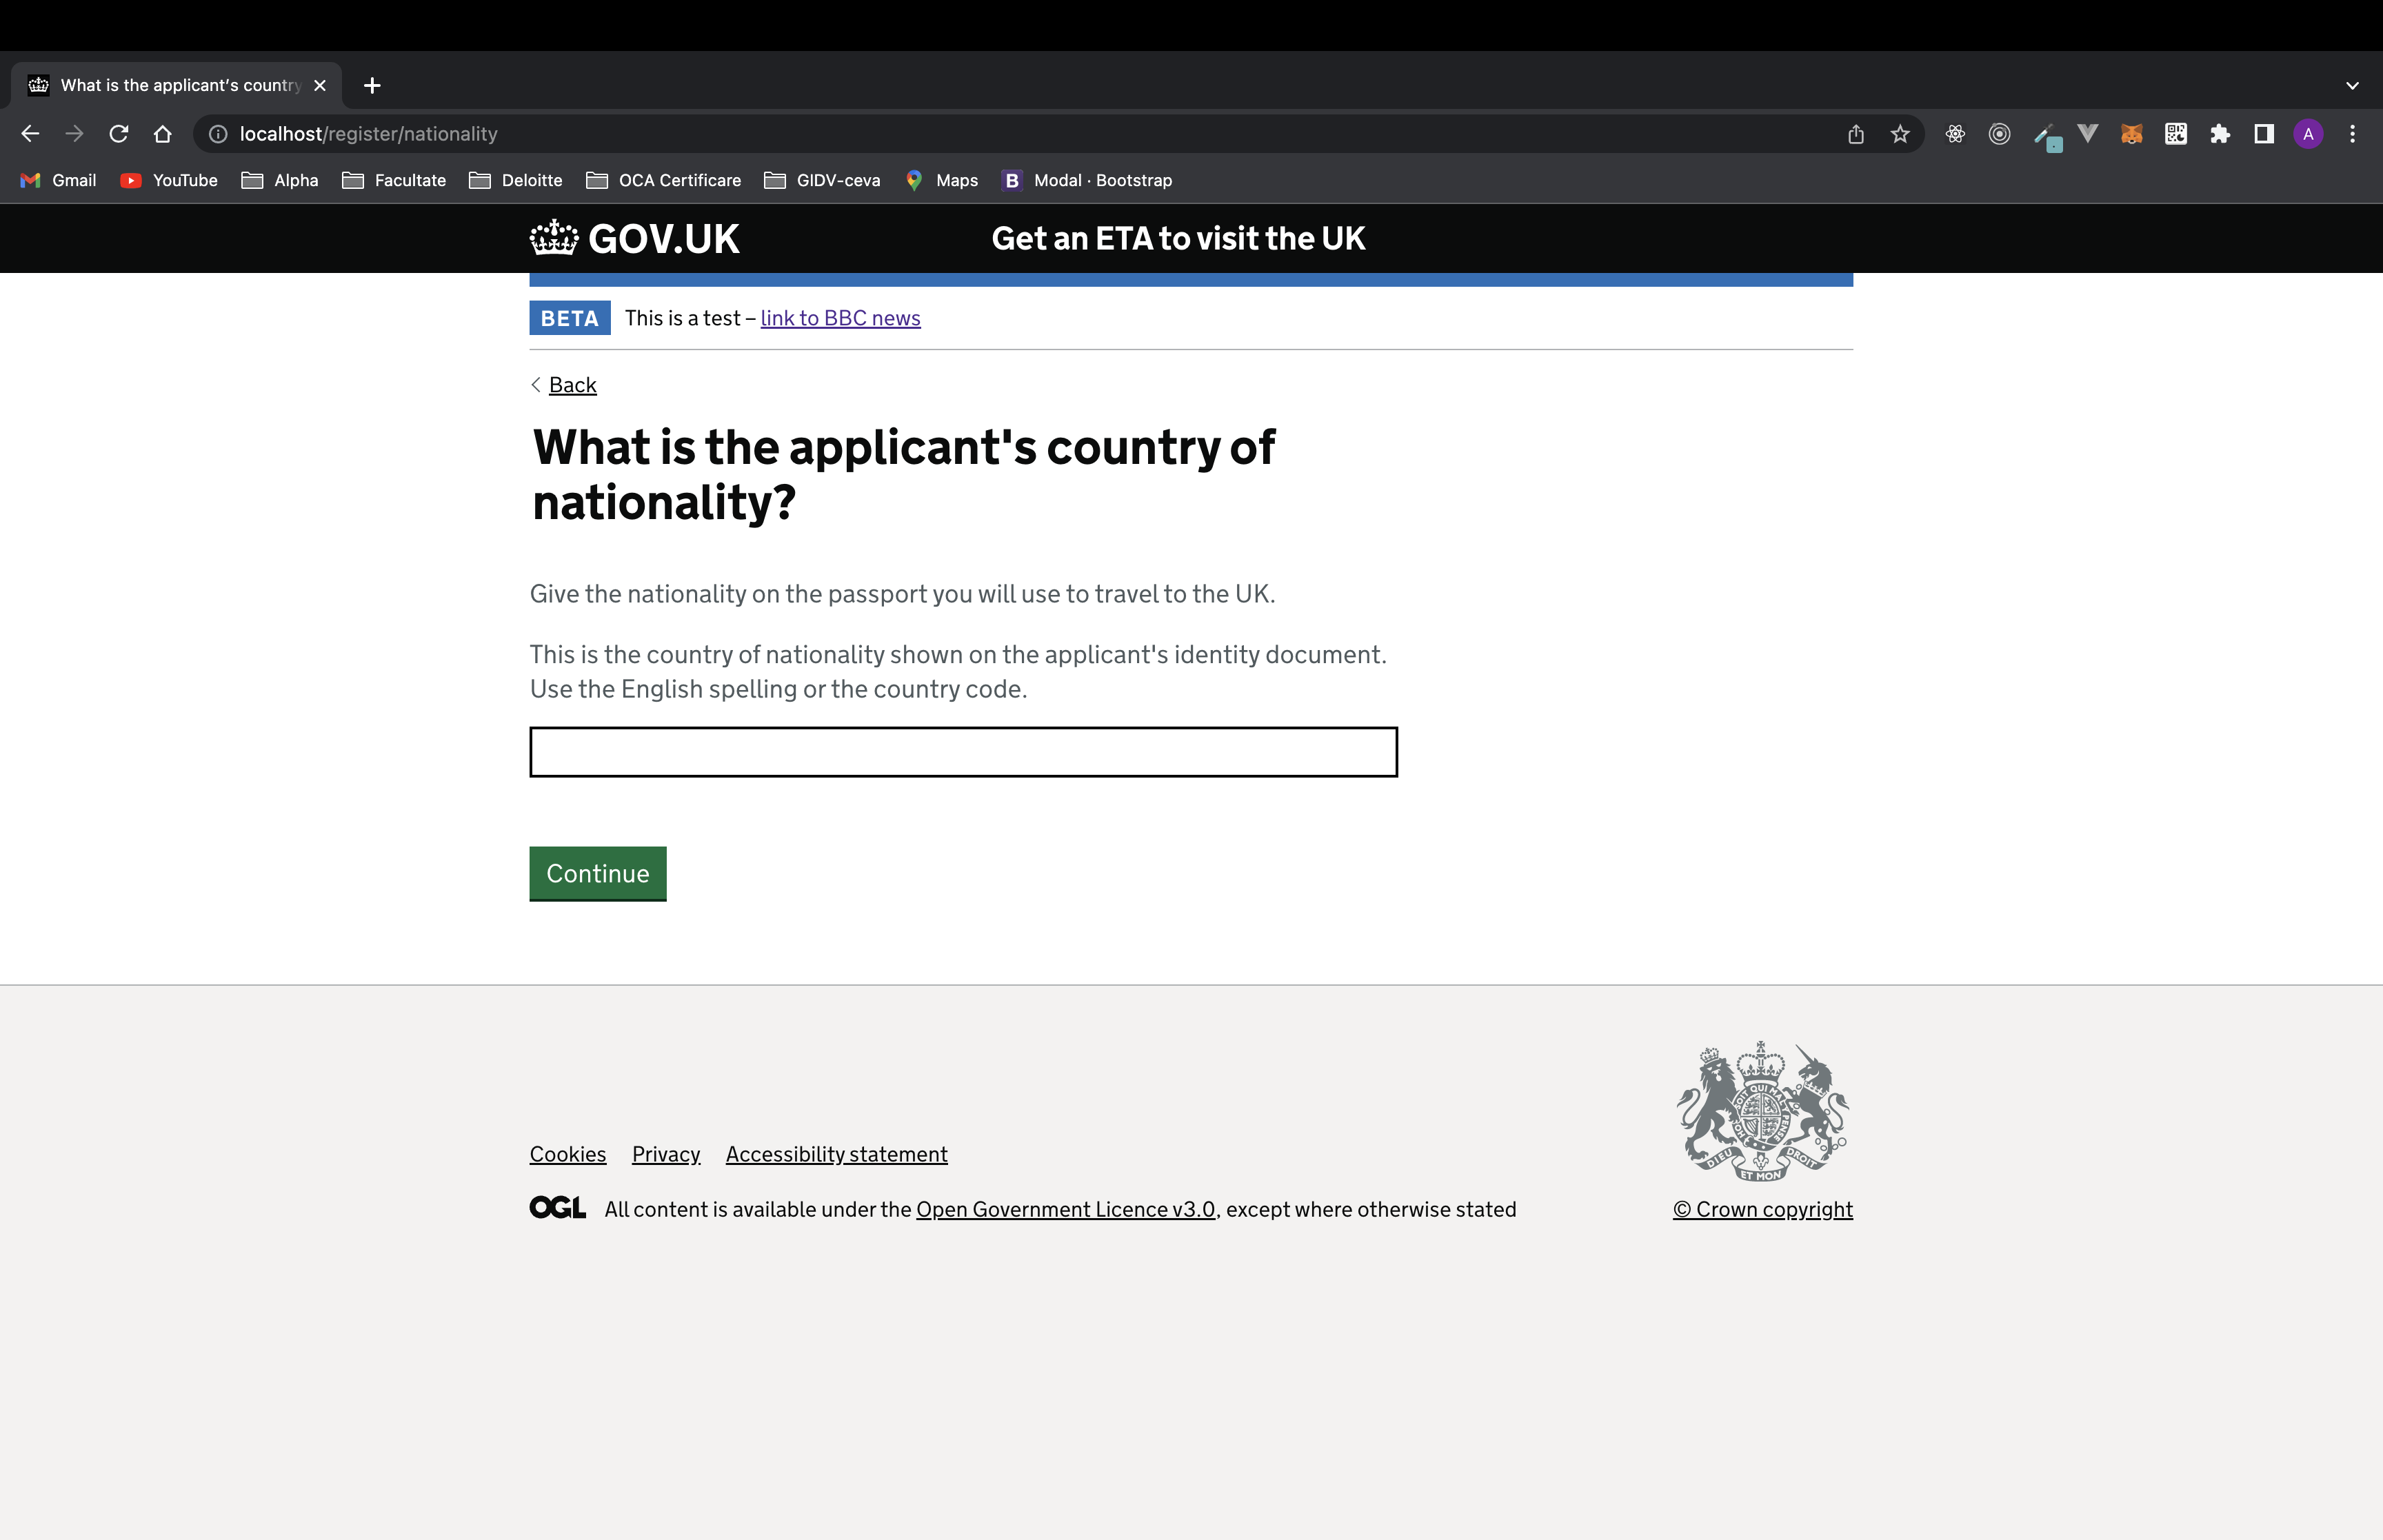 What is the applicant's country
localhost/register/nationality
A
Gmail YouTube Alpha Facultate Deloitte OCA Certificare GIDV-ceva Maps B Modal · Bootstrap
GOV.UK Get an ETA to visit the UK
BETA This is a test – link to BBC news
Back
What is the applicant's country of
nationality?
Give the nationality on the passport you will use to travel to the UK.
This is the country of nationality shown on the applicant's identity document.
Use the English spelling or the country code.
Continue
DIEU ET MON DROIT
Cookies Privacy Accessibility statement
OGL All content is available under the Open Government Licence v3.0, except where otherwise stated
© Crown copyright